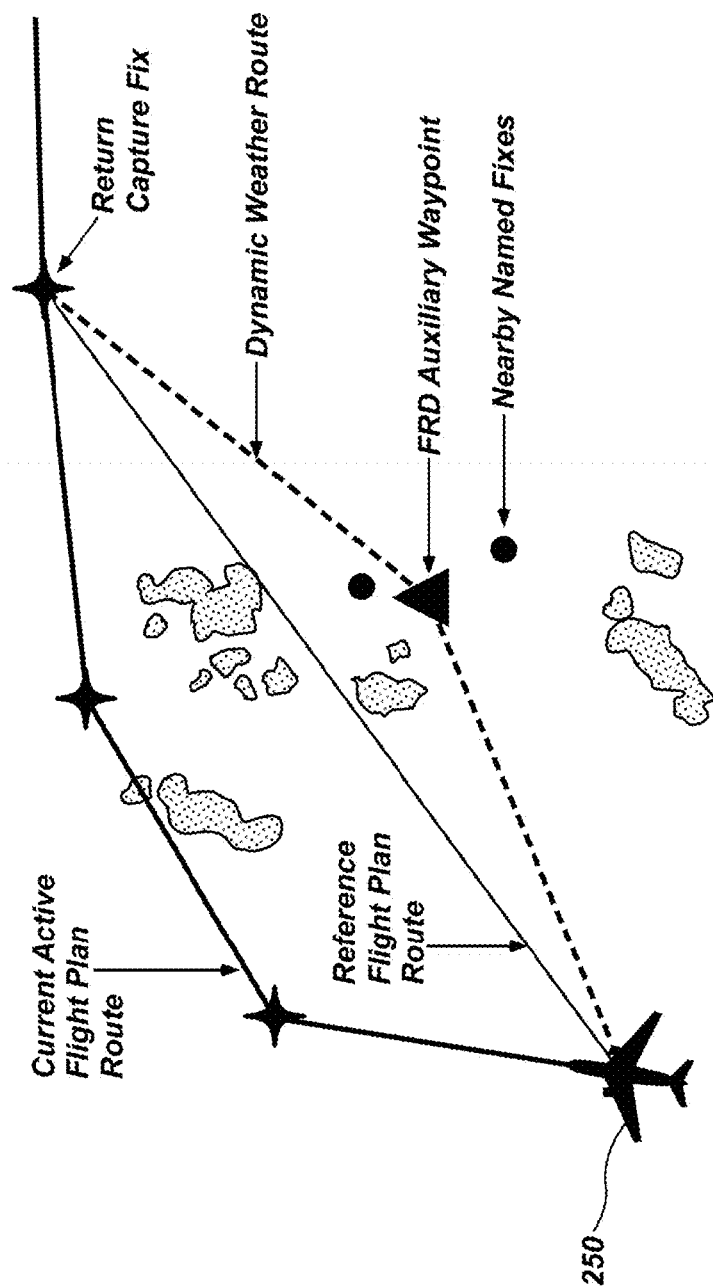 Current Active
Flight Plan
Route
Reference
Flight Plan
Route
Return
Capture Fix
Dynamic Weather Route
FRD Auxiliary Waypoint
Nearby Named Fixes
250